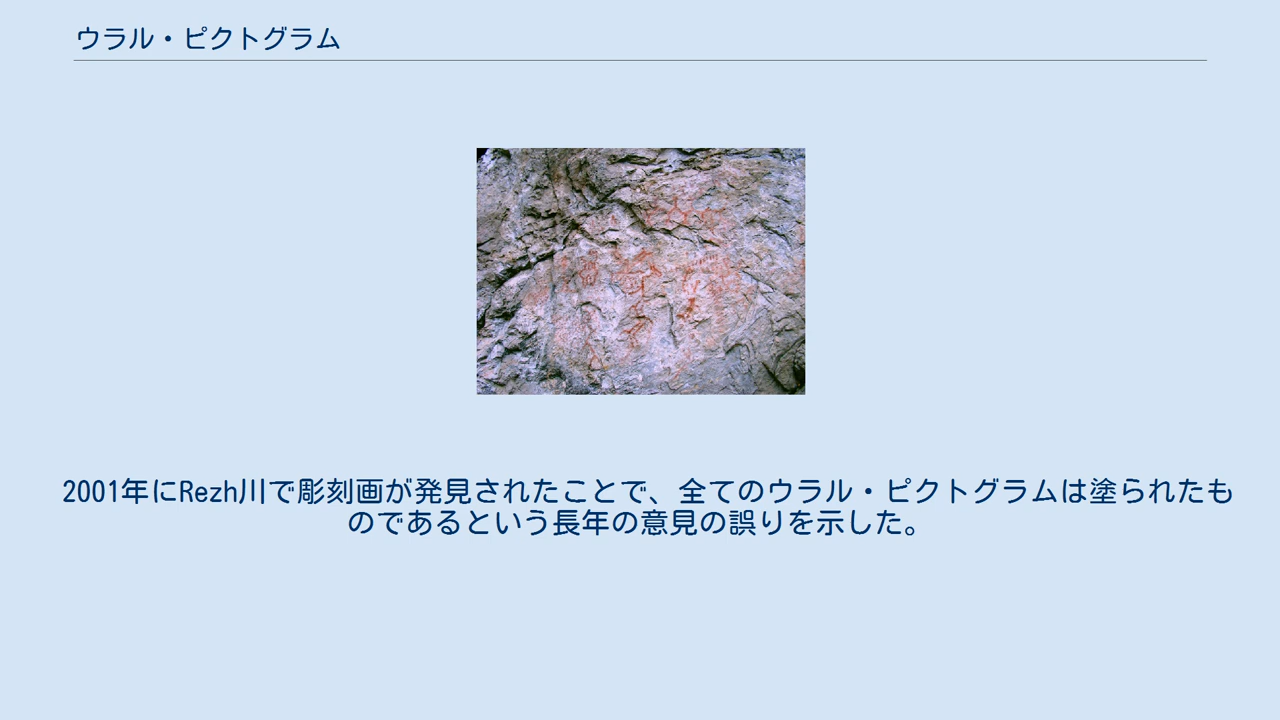 ウラル・ピクトグラム
2001年にRezh川で彫刻画が発見されたことで、全てのウラル・ピクトグラムは塗られたも
のであるという長年の意見の誤りを示した。